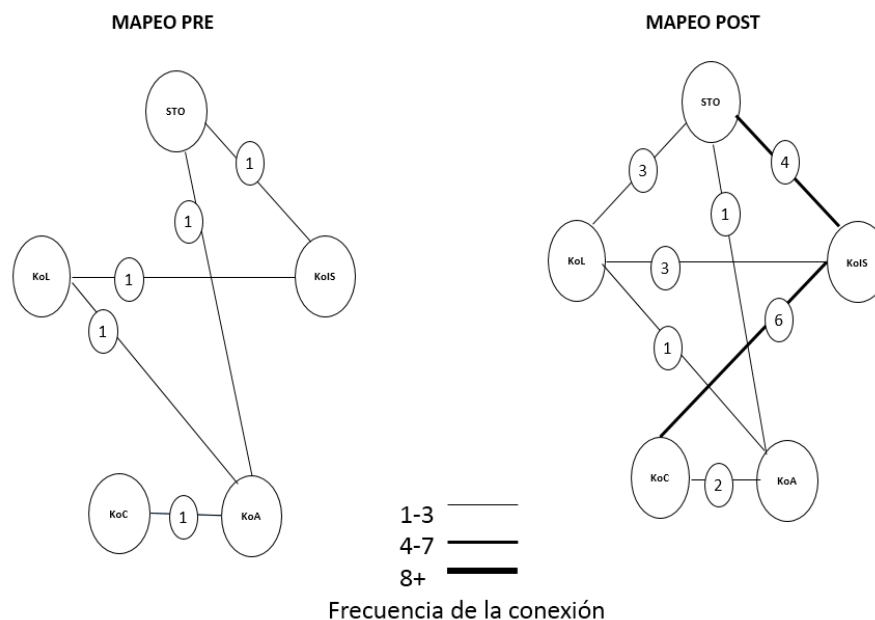 MAPEO PRE
STO
1
1
KoL
1
KoIS
1
KoC
1
KoA
MAPEO POST
STO
3
4
1
KoL
3
KoIS
6
1
KoC
2
KoA
1-3
4-7
8+
Frecuencia de la conexión